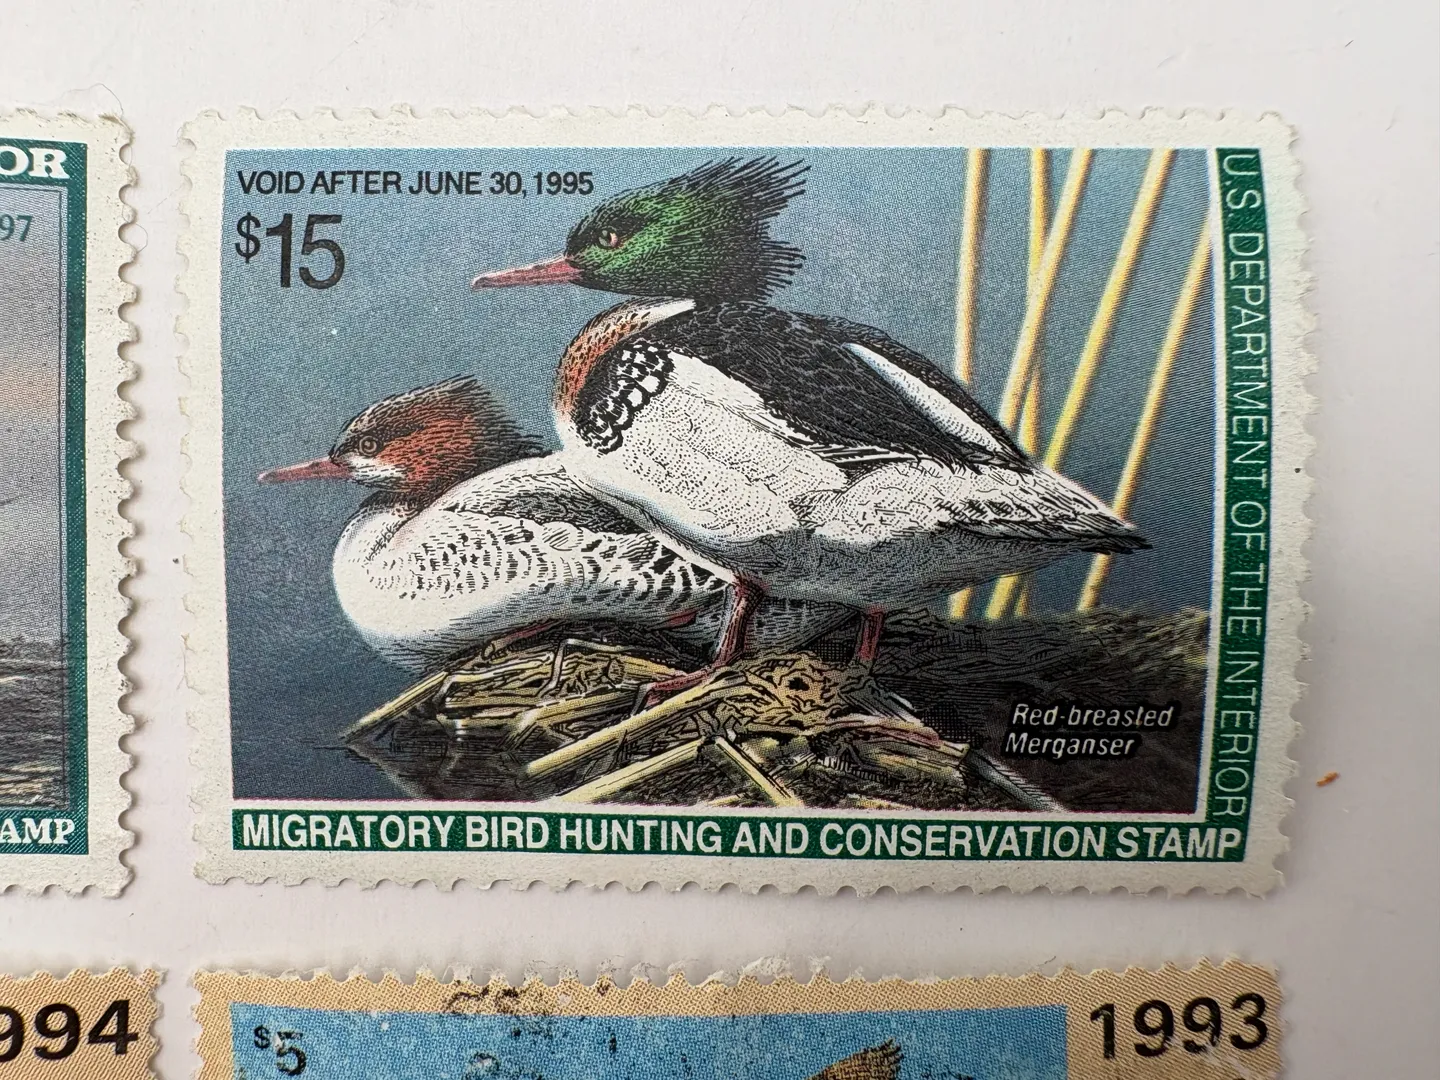 OR
97
AMP
VOID AFTER JUNE 30, 1995
$15
Red-breasted
Merganser
U.S. DEPARTMENT OF THE INTERIOR
MIGRATORY BIRD HUNTING AND CONSERVATION STAMP
994
$5
1993